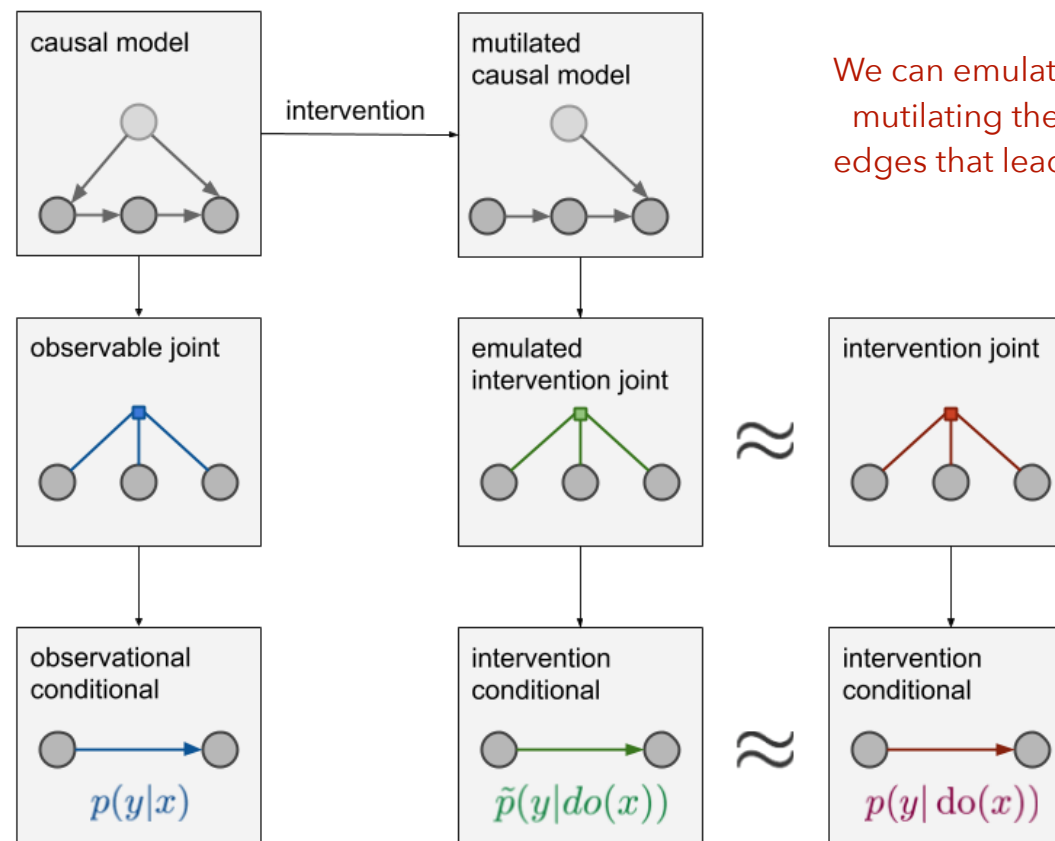 causal model
intervention
mutilated
causal model
We can emulat
mutilating the
edges that lead
observable joint
emulated
intervention joint
≈
intervention joint
observational
conditional
p(y|x)
intervention
conditional
p̃(y|do(x))
≈
intervention
conditional
p(y| do(x))